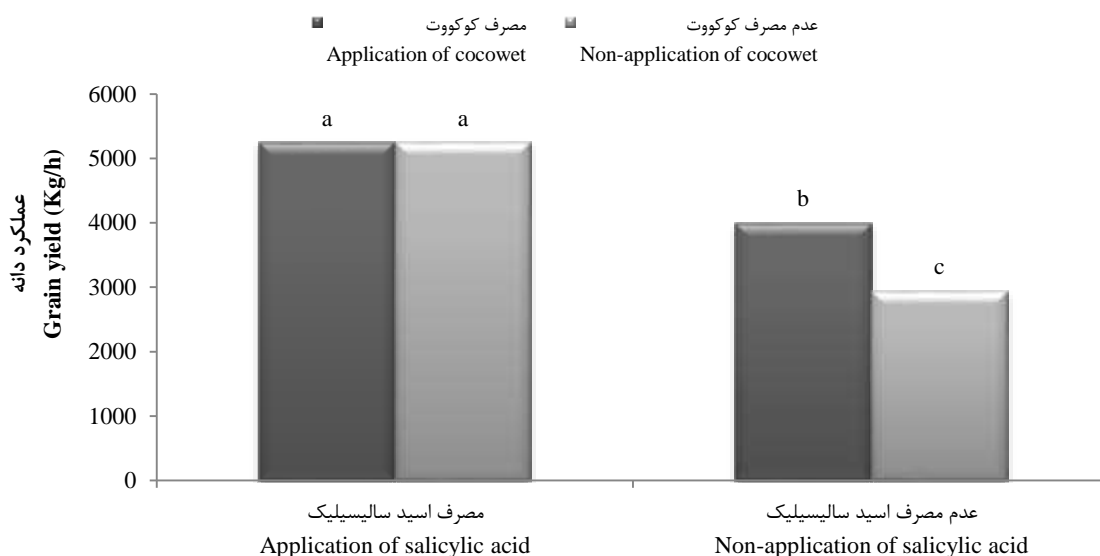 مصرف کوکووت
عدم مصرف کوکووت
Application of cocowet
Non-application of cocowet
عملکرد دانه
Grain yield (Kg/h)
6000
5000
4000
3000
2000
1000
0
a
a
b
c
مصرف اسید سالیسیلیک
عدم مصرف اسید سالیسیلیک
Application of salicylic acid
Non-application of salicylic acid